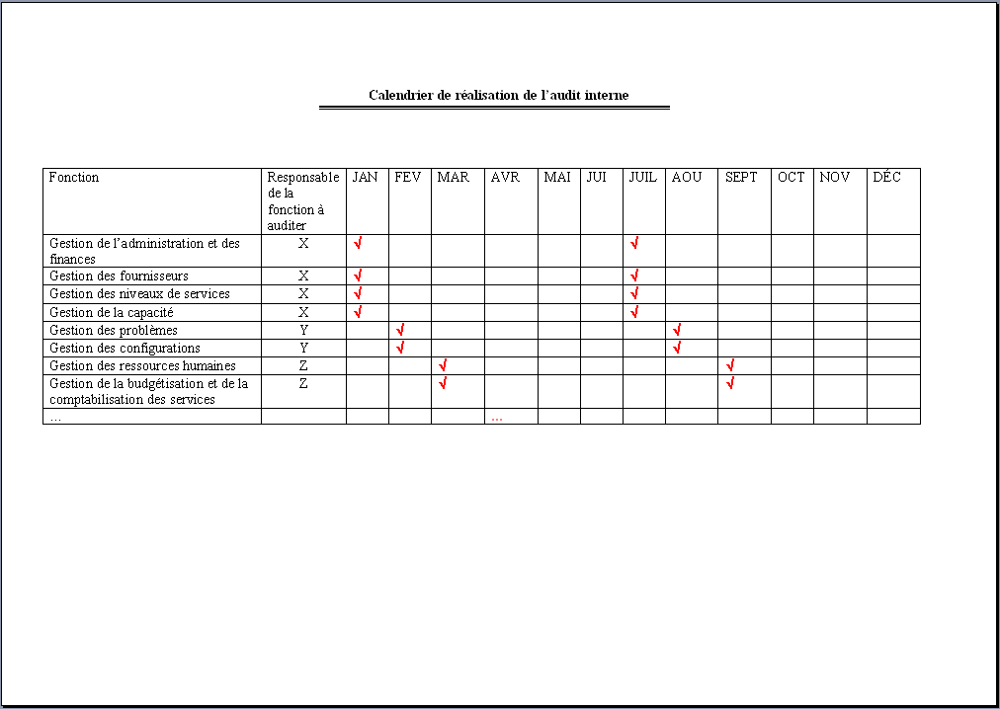 Calendrier de réalisation de l'audit interne
Fonction Responsable de la fonction à auditer JAN FEV MAR AVR MAI JUI JUIL AOU SEPT OCT NOV DÉC
Gestion de l'administration et des finances X √ √
Gestion des fournisseurs X √ √
Gestion des niveaux de services X √ √
Gestion de la capacité X √ √
Gestion des problèmes Y √ √
Gestion des configurations Y √ √
Gestion des ressources humaines Z √ √
Gestion de la budgétisation et de la comptabilisation des services Z √ √
... ...